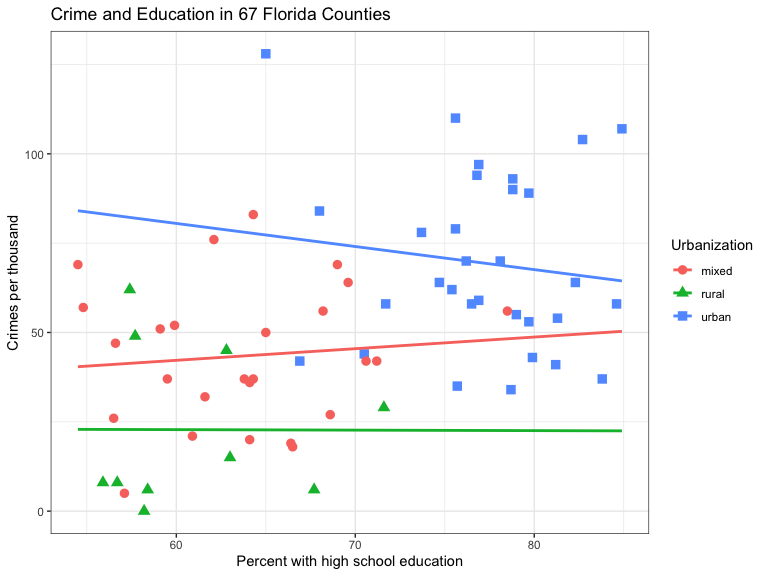 Crime and Education in 67 Florida Counties
Crimes per thousand
100
50
0
60 70 80
Percent with high school education
Urbanization
mixed
rural
urban